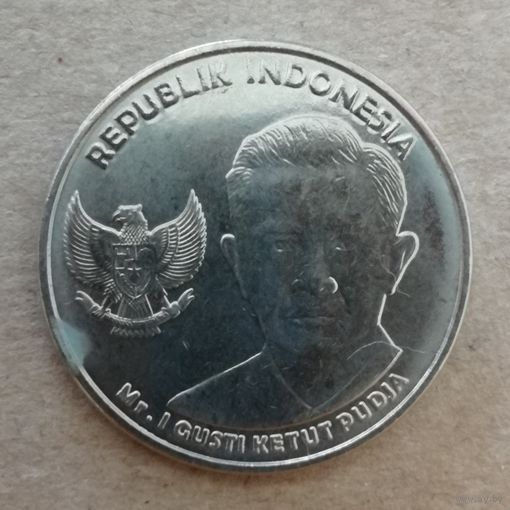 REPUBLIK INDONESIA
Mr. I GUSTI KETUT PUDJA